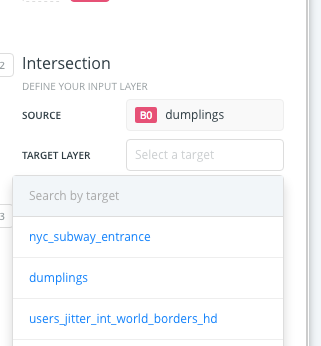 2
Intersection
DEFINE YOUR INPUT LAYER
SOURCE B0 dumplings
TARGET LAYER Select a target
Search by target
3
nyc_subway_entrance
dumplings
users_jitter_int_world_borders_hd